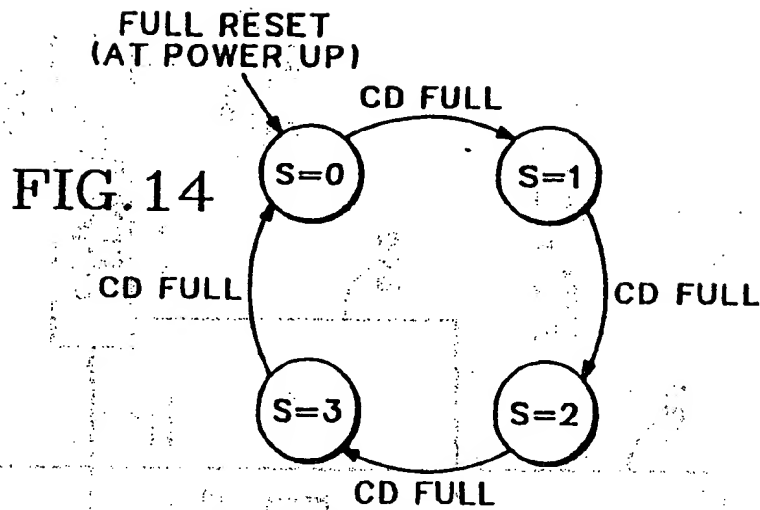 FULL RESET
(AT POWER UP)
CD FULL
S=0
S=1
FIG.14
CD FULL
CD FULL
S=3
S=2
CD FULL